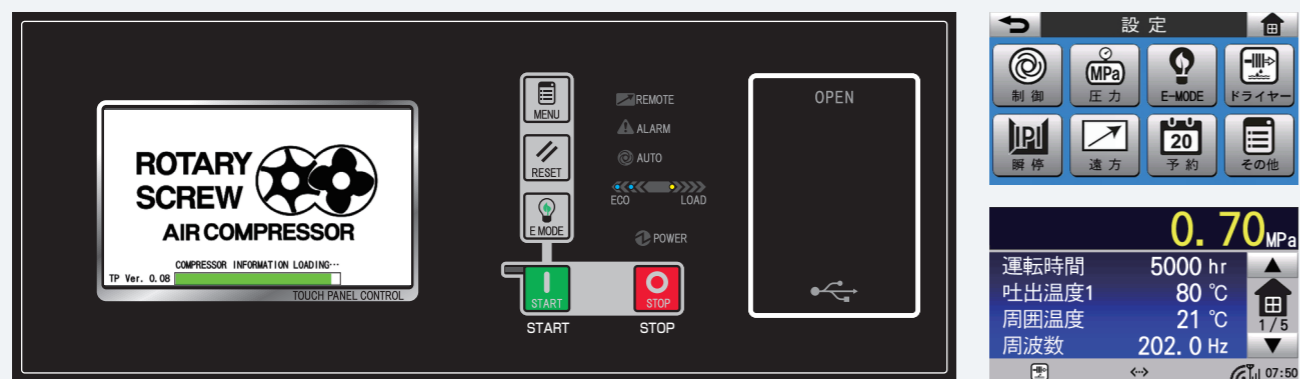 ROTARY
SCREW
AIR COMPRESSOR
COMPRESSOR INFORMATION LOADING…
TP Ver. 0.08
TOUCH PANEL CONTROL
MENU
RESET
E MODE
START
START
STOP
STOP
REMOTE
ALARM
AUTO
ECO LOAD
POWER
OPEN
設定
制御 MPa 圧力 E-MODE ドライヤー
IPI 瞬停 遠方 20 予約 その他
0.70 MPa
運転時間 5000 hr
吐出温度1 80 ℃
周囲温度 21 ℃
周波数 202.0 Hz
1/5
07:50